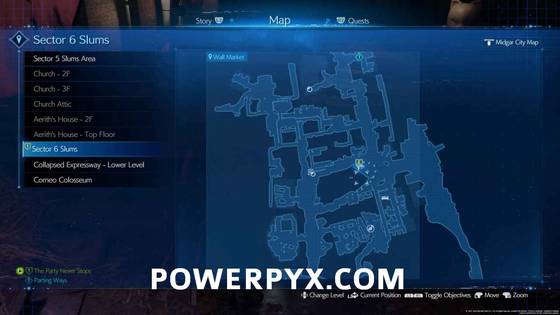 Story Map Quests
Sector 6 Slums
Midgar City Map
Sector 5 Slums Area
Church - 2F
Church - 3F
Church Attic
Aerith's House - 2F
Aerith's House - Top Floor
Sector 6 Slums
Collapsed Expressway - Lower Level
Corneo Colosseum
Wall Market
The Party Never Stops
Parting Ways
POWERPYX.COM
Change Level Current Position Toggle Objectives Move Zoom